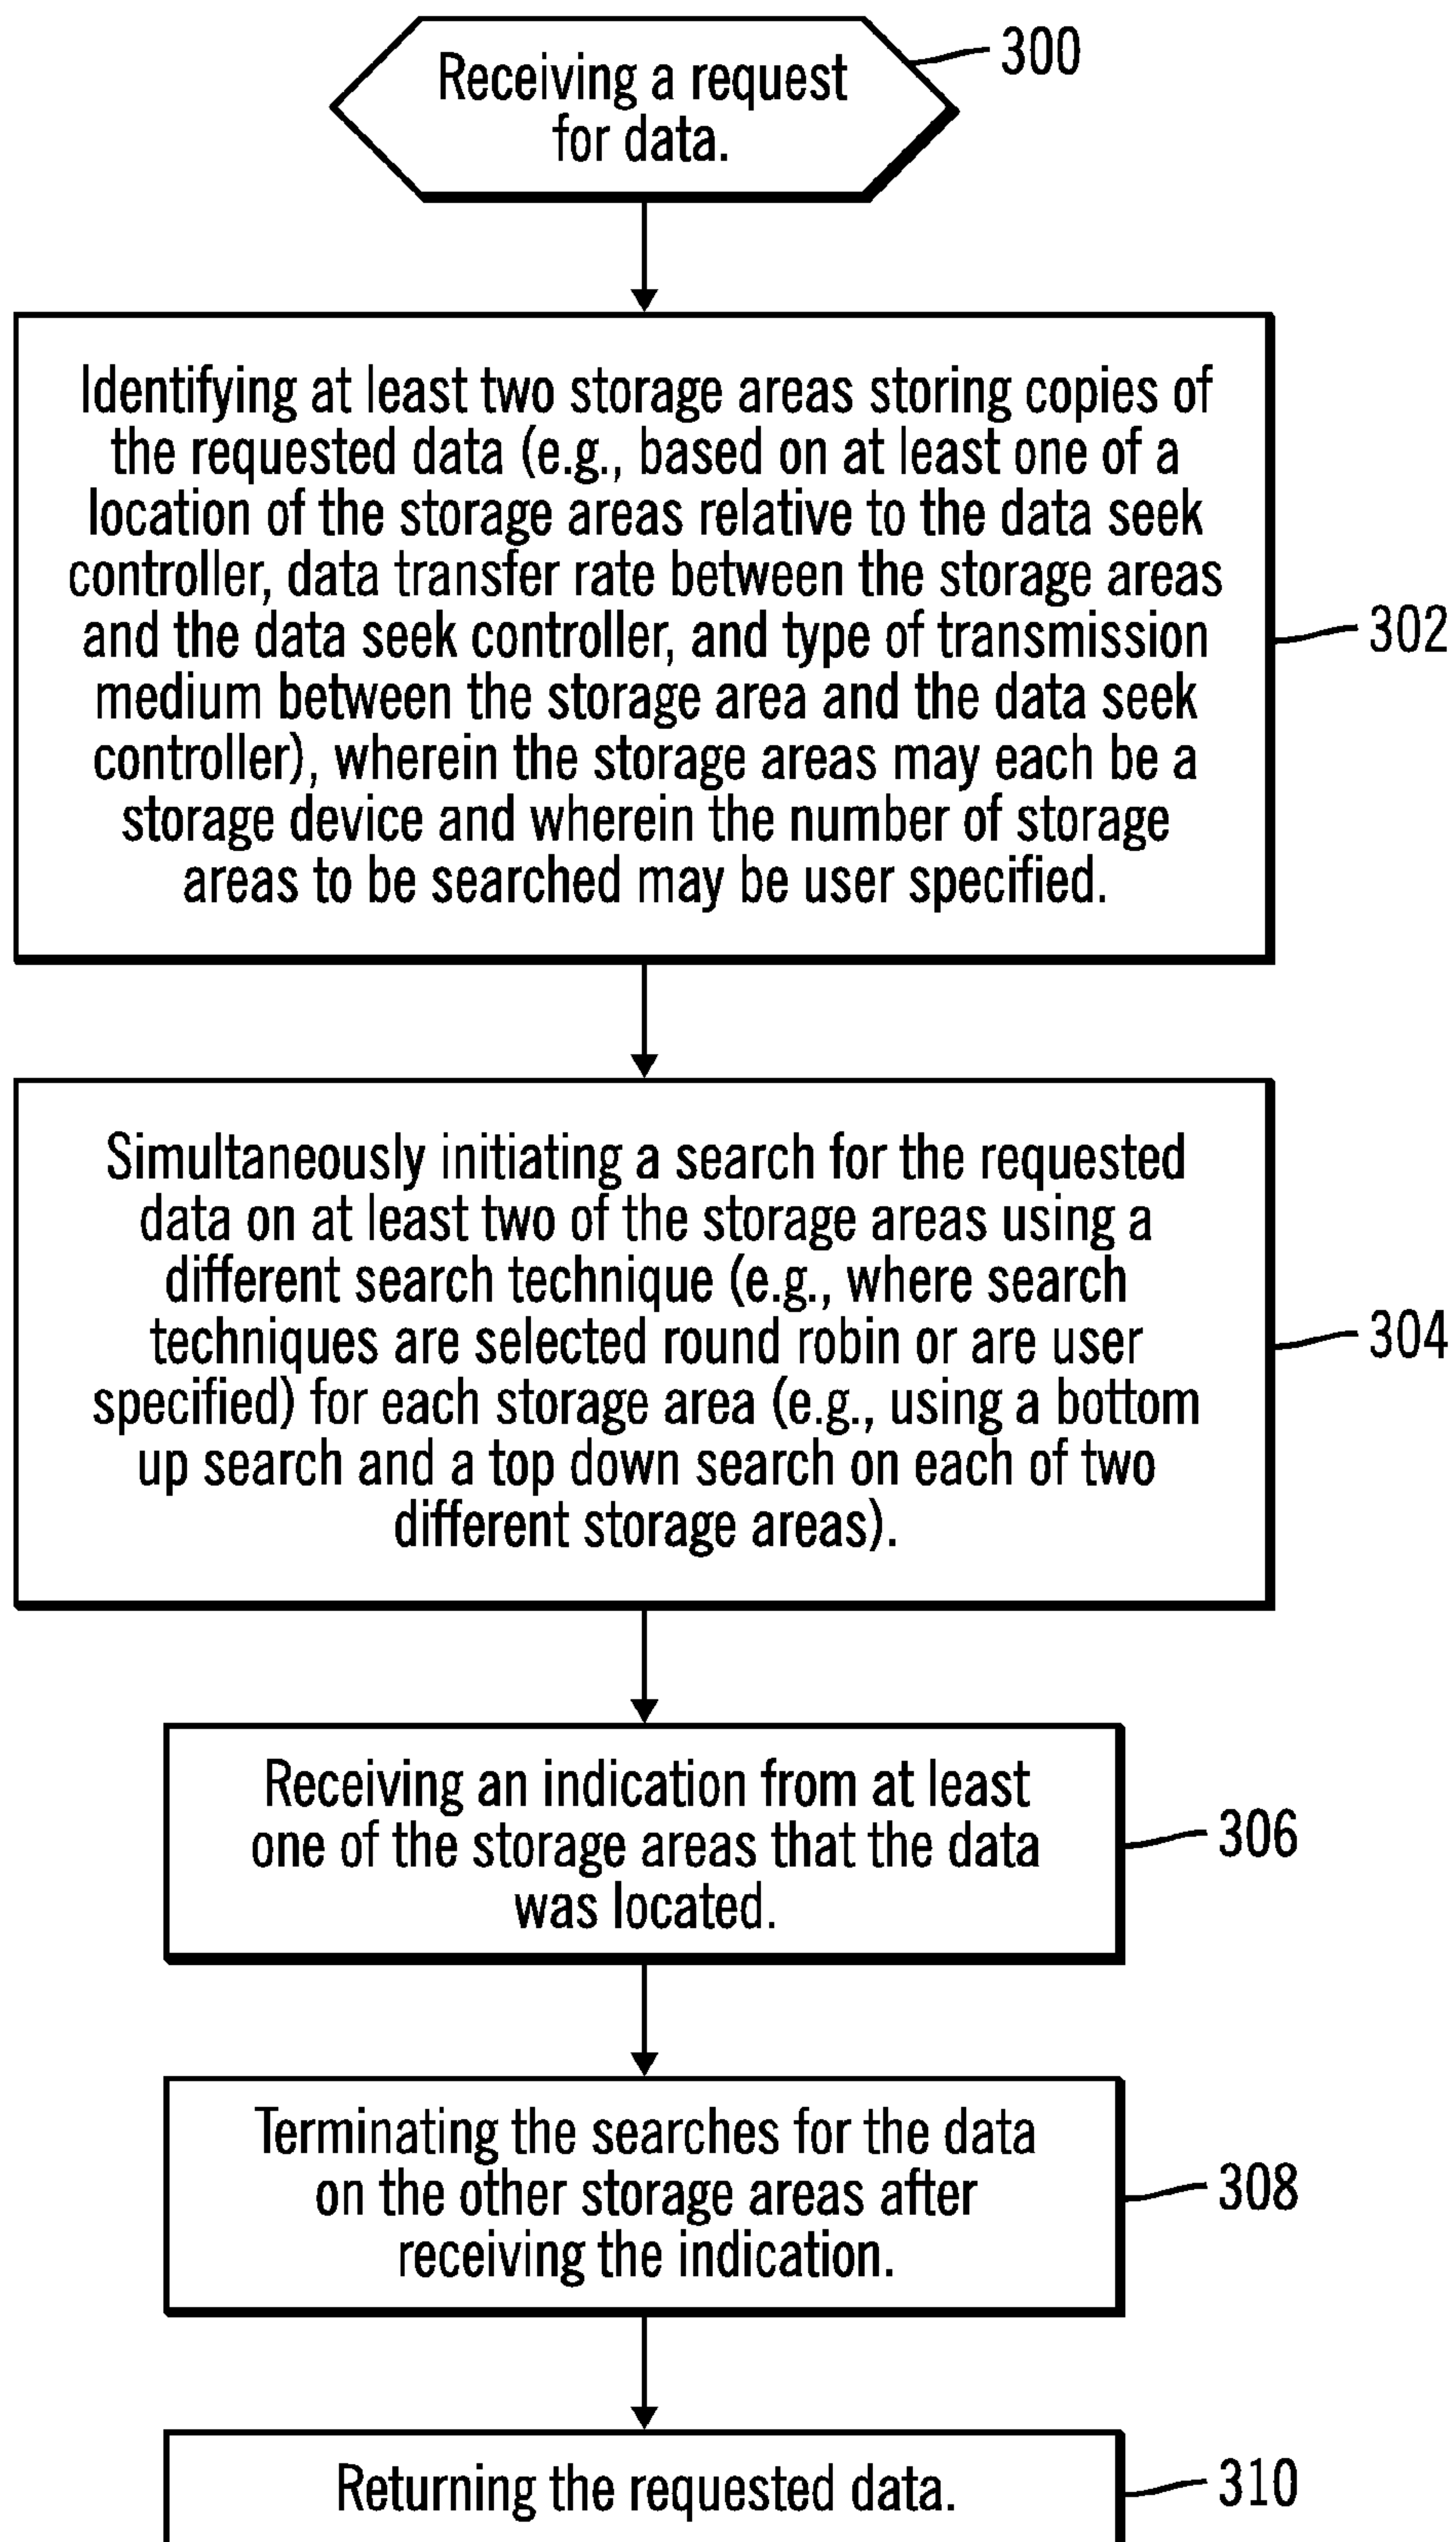 Receiving a request
for data.
300
Identifying at least two storage areas storing copies of
the requested data (e.g., based on at least one of a
location of the storage areas relative to the data seek
controller, data transfer rate between the storage areas
and the data seek controller, and type of transmission
medium between the storage area and the data seek
controller), wherein the storage areas may each be a
storage device and wherein the number of storage
areas to be searched may be user specified.
302
Simultaneously initiating a search for the requested
data on at least two of the storage areas using a
different search technique (e.g., where search
techniques are selected round robin or are user
specified) for each storage area (e.g., using a bottom
up search and a top down search on each of two
different storage areas).
304
Receiving an indication from at least
one of the storage areas that the data
was located.
306
Terminating the searches for the data
on the other storage areas after
receiving the indication.
308
Returning the requested data.
310